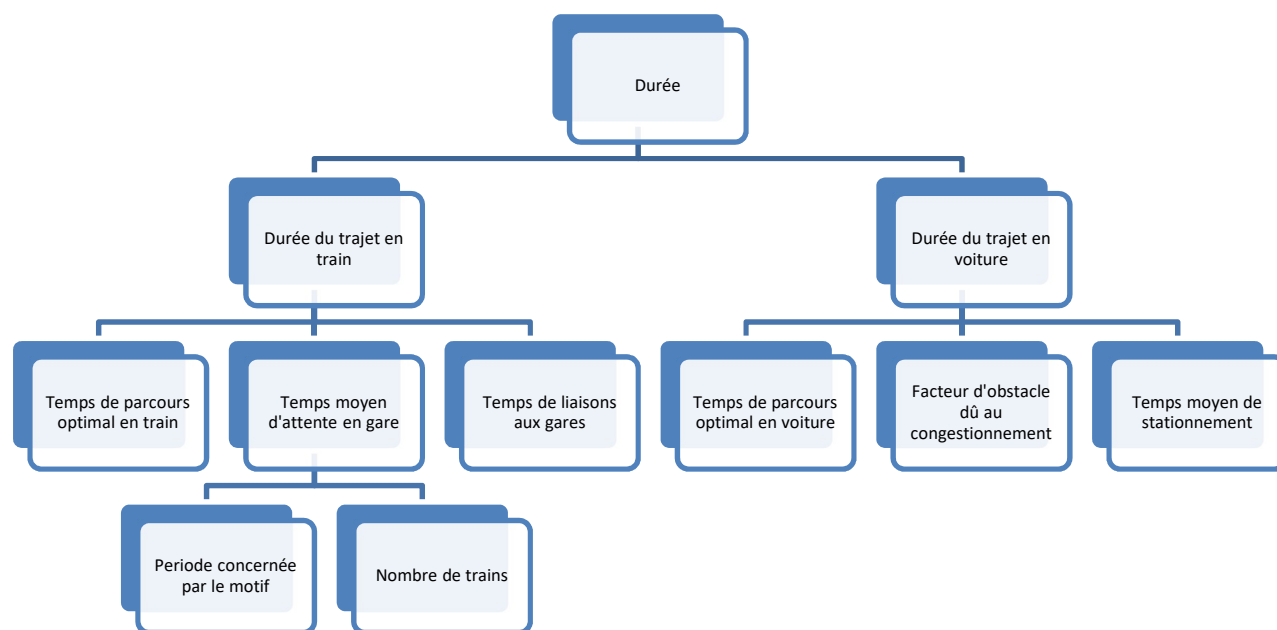 Durée
Durée du trajet en
train
Durée du trajet en
voiture
Temps de parcours
optimal en train
Temps moyen
d'attente en gare
Temps de liaisons
aux gares
Temps de parcours
optimal en voiture
Facteur d'obstacle
dû au
congestionnement
Temps moyen de
stationnement
Periode concernée
par le motif
Nombre de trains